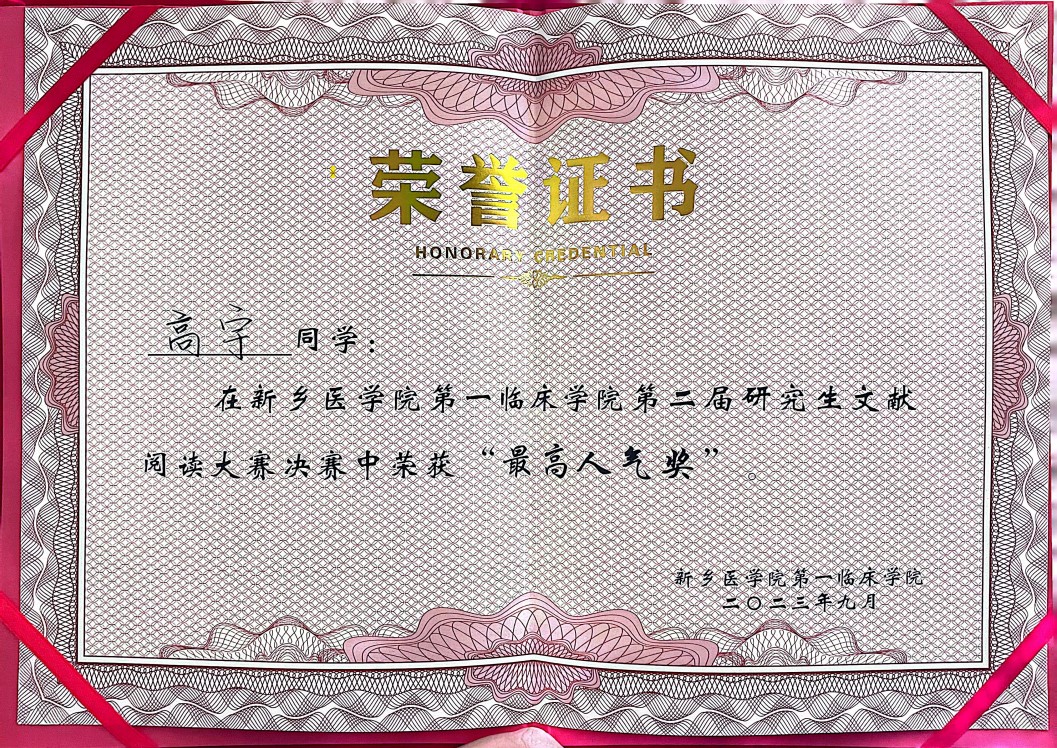 荣誉证书
HONORARY CREDENTIAL
高宇 同学：
在新乡医学院第一临床学院第二届研究生文献
阅读大赛决赛中荣获“最高人气奖”。
新乡医学院第一临床学院
二〇二三年九月